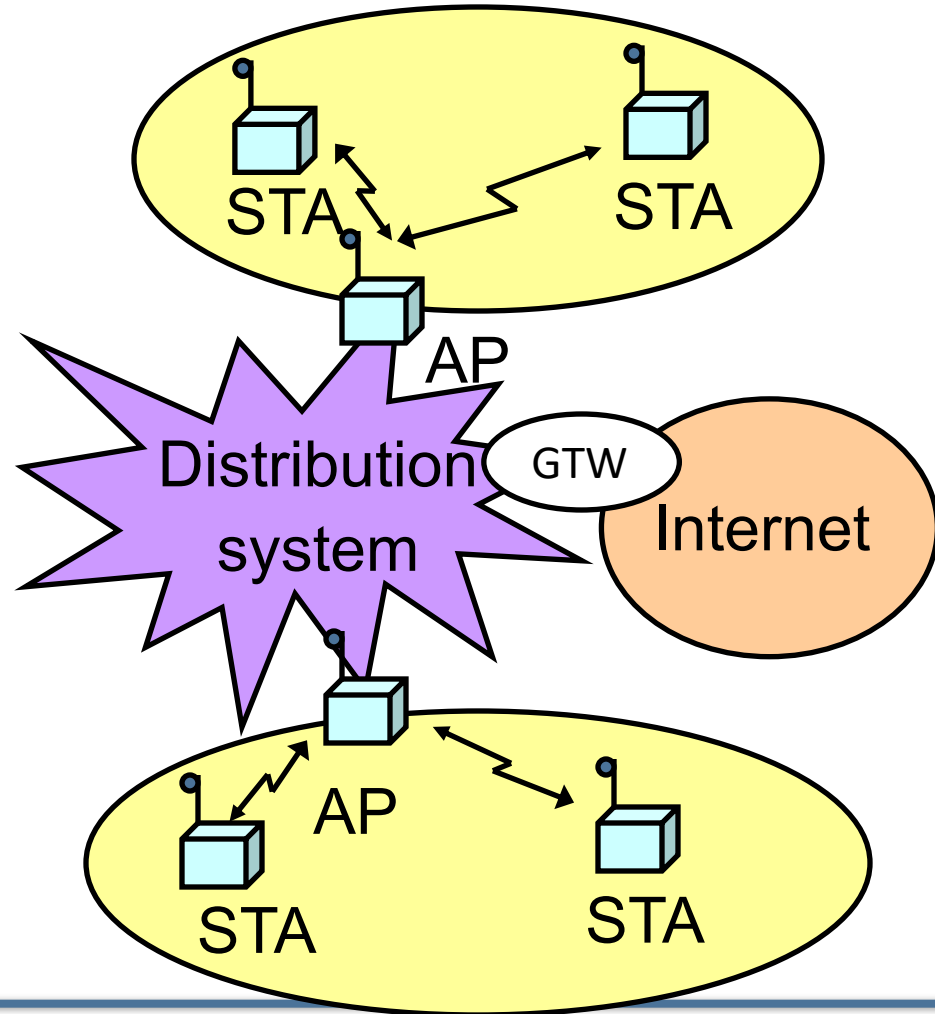 STA
STA
AP
Distribution
system
GTW
Internet
AP
STA
STA